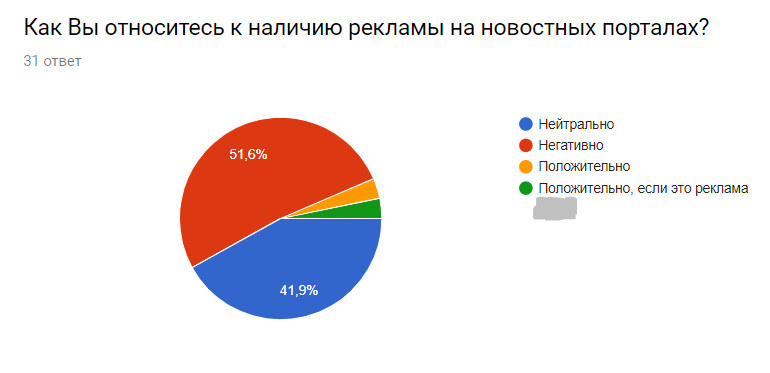 Как Вы относитесь к наличию рекламы на новостных порталах?
31 ответ
51,6%
41,9%
Нейтрально
Негативно
Положительно
Положительно, если это реклама